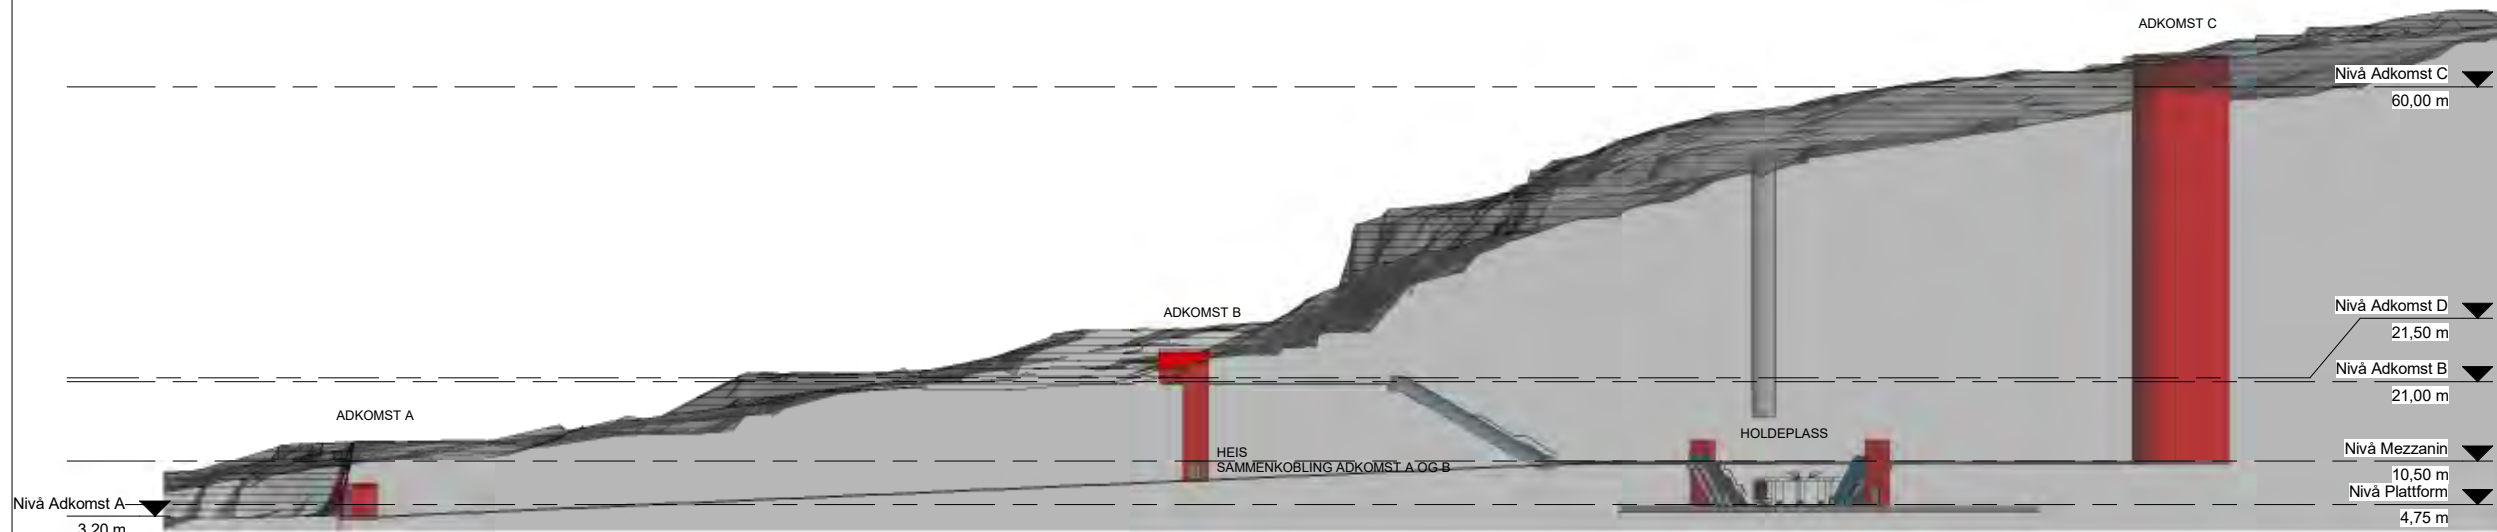 ADKOMST C
Nivå Adkomst C
60,00 m
ADKOMST B
Nivå Adkomst D
21,50 m
Nivå Adkomst B
21,00 m
ADKOMST A
HOLDEPLASS
HEIS
SAMMENKOBLING ADKOMST A OG B
Nivå Mezzanin
10,50 m
Nivå Plattform
4,75 m
Nivå Adkomst A
3,20 m